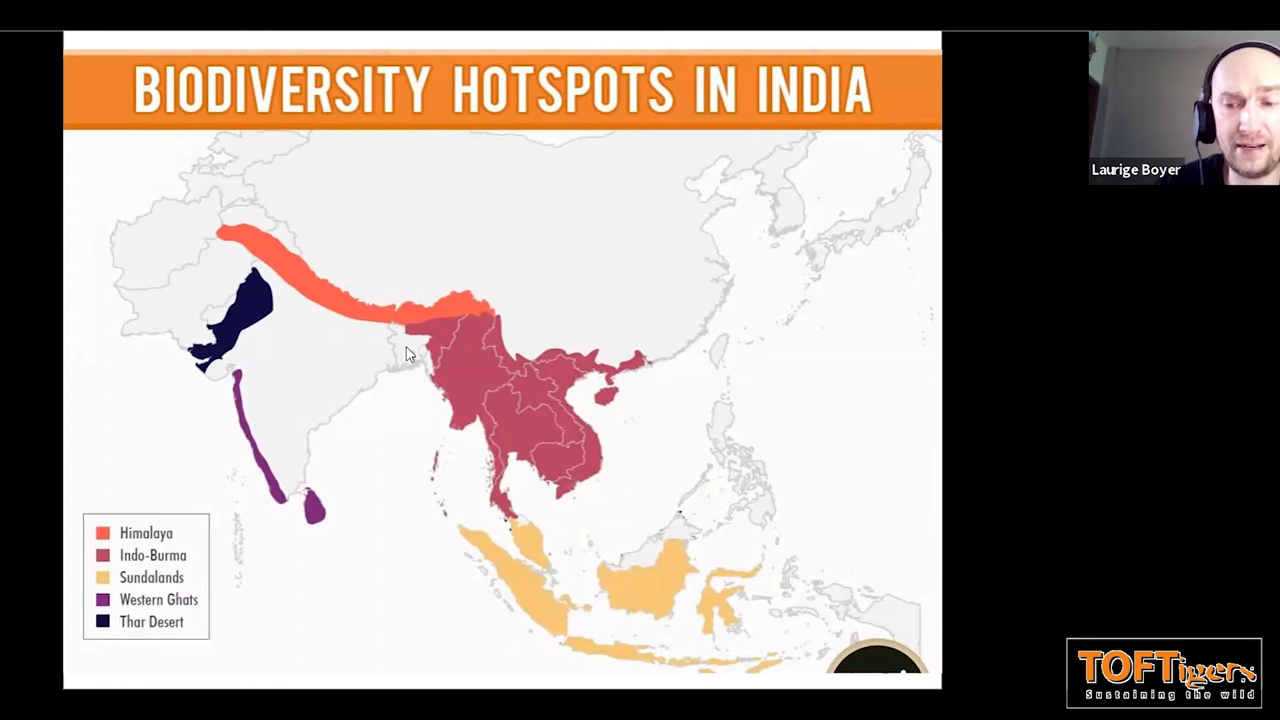 BIODIVERSITY HOTSPOTS IN INDIA
Laurige Boyer
Himalaya
Indo-Burma
Sundalands
Western Ghats
Thar Desert
TOFTigers
Sustaining the wild